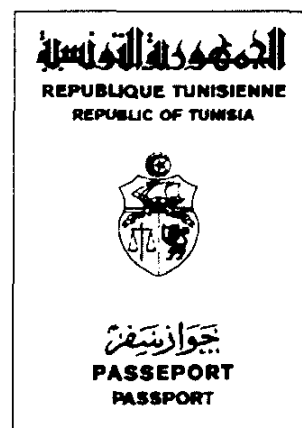 الجمهورية التونسية
REPUBLIQUE TUNISIENNE
REPUBLIC OF TUNISIA
جواز سفر
PASSEPORT
PASSPORT